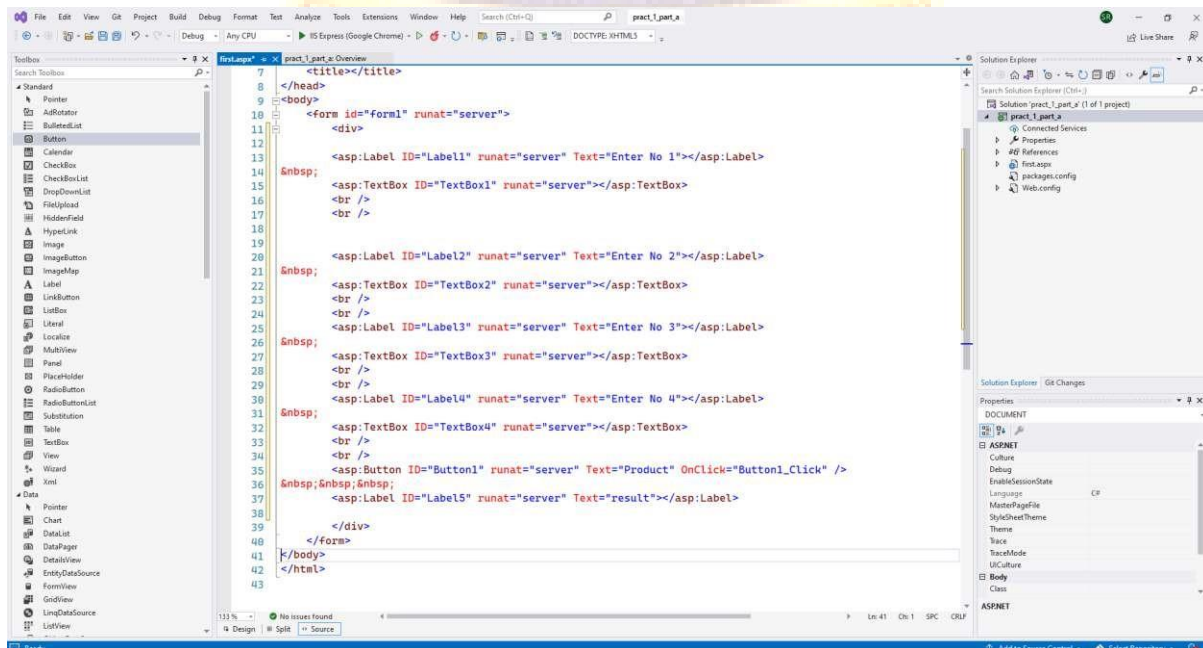 File Edit View Git Project Build Debug Format Test Analyze Tools Extensions Window Help Search (Ctrl+Q) pract_1_part_a SR
Debug Any CPU IIS Express (Google Chrome) DOCTYPE: XHTML5 Live Share
Toolbox
Search Toolbox
Standard
Pointer
AdRotator
BulletedList
Button
Calendar
CheckBox
CheckBoxList
DropDownList
FileUpload
HiddenField
HyperLink
Image
ImageButton
ImageMap
Label
LinkButton
ListBox
Literal
Localize
MultiView
Panel
PlaceHolder
RadioButton
RadioButtonList
Substitution
Table
TextBox
View
Wizard
Xml
Data
Pointer
Chart
DataList
DataPager
DetailsView
EntityDataSource
FormView
GridView
LinqDataSource
ListView
first.aspx* pract_1_part_a: Overview
7 <title></title>
8 </head>
9 <body>
10 <form id="form1" runat="server">
11 <div>
12
13 <asp:Label ID="Label1" runat="server" Text="Enter No 1"></asp:Label>
14 &nbsp;
15 <asp:TextBox ID="TextBox1" runat="server"></asp:TextBox>
16 <br />
17 <br />
18
19
20 <asp:Label ID="Label2" runat="server" Text="Enter No 2"></asp:Label>
21 &nbsp;
22 <asp:TextBox ID="TextBox2" runat="server"></asp:TextBox>
23 <br />
24 <br />
25 <asp:Label ID="Label3" runat="server" Text="Enter No 3"></asp:Label>
26 &nbsp;
27 <asp:TextBox ID="TextBox3" runat="server"></asp:TextBox>
28 <br />
29 <br />
30 <asp:Label ID="Label4" runat="server" Text="Enter No 4"></asp:Label>
31 &nbsp;
32 <asp:TextBox ID="TextBox4" runat="server"></asp:TextBox>
33 <br />
34 <br />
35 <asp:Button ID="Button1" runat="server" Text="Product" OnClick="Button1_Click" />
36 &nbsp;&nbsp;&nbsp;
37 <asp:Label ID="Label5" runat="server" Text="result"></asp:Label>
38
39 </div>
40 </form>
41 </body>
42 </html>
43
133 % No issues found Ln: 41 Ch: 1 SPC CRLF
Design Split Source
Solution Explorer
Search Solution Explorer (Ctrl+;)
Solution 'pract_1_part_a' (1 of 1 project)
pract_1_part_a
Connected Services
Properties
References
first.aspx
packages.config
Web.config
Solution Explorer Git Changes
Properties
DOCUMENT
ASP.NET
Culture
Debug
EnableSessionState
Language C#
MasterPageFile
StyleSheetTheme
Theme
Trace
TraceMode
UICulture
Body
Class
ASP.NET
Ready Add to Source Control Select Repository